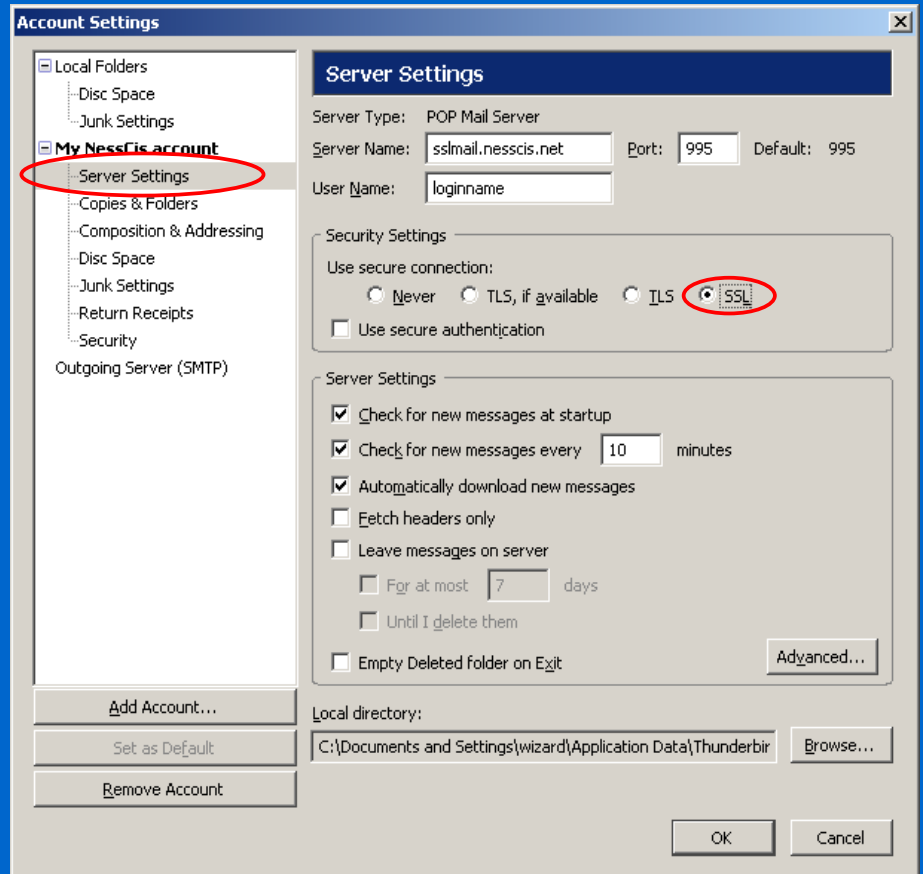 Account Settings
Local Folders
Disc Space
Junk Settings
My NessCis account
Server Settings
Copies & Folders
Composition & Addressing
Disc Space
Junk Settings
Return Receipts
Security
Outgoing Server (SMTP)
Add Account...
Set as Default
Remove Account
Server Settings
Server Type: POP Mail Server
Server Name: sslmail.nesscis.net Port: 995 Default: 995
User Name: loginname
Security Settings
Use secure connection:
Never TLS, if available TLS SSL
Use secure authentication
Server Settings
Check for new messages at startup
Check for new messages every 10 minutes
Automatically download new messages
Fetch headers only
Leave messages on server
For at most 7 days
Until I delete them
Empty Deleted folder on Exit
Advanced...
Local directory:
C:\Documents and Settings\wizard\Application Data\Thunderbir Browse...
OK Cancel